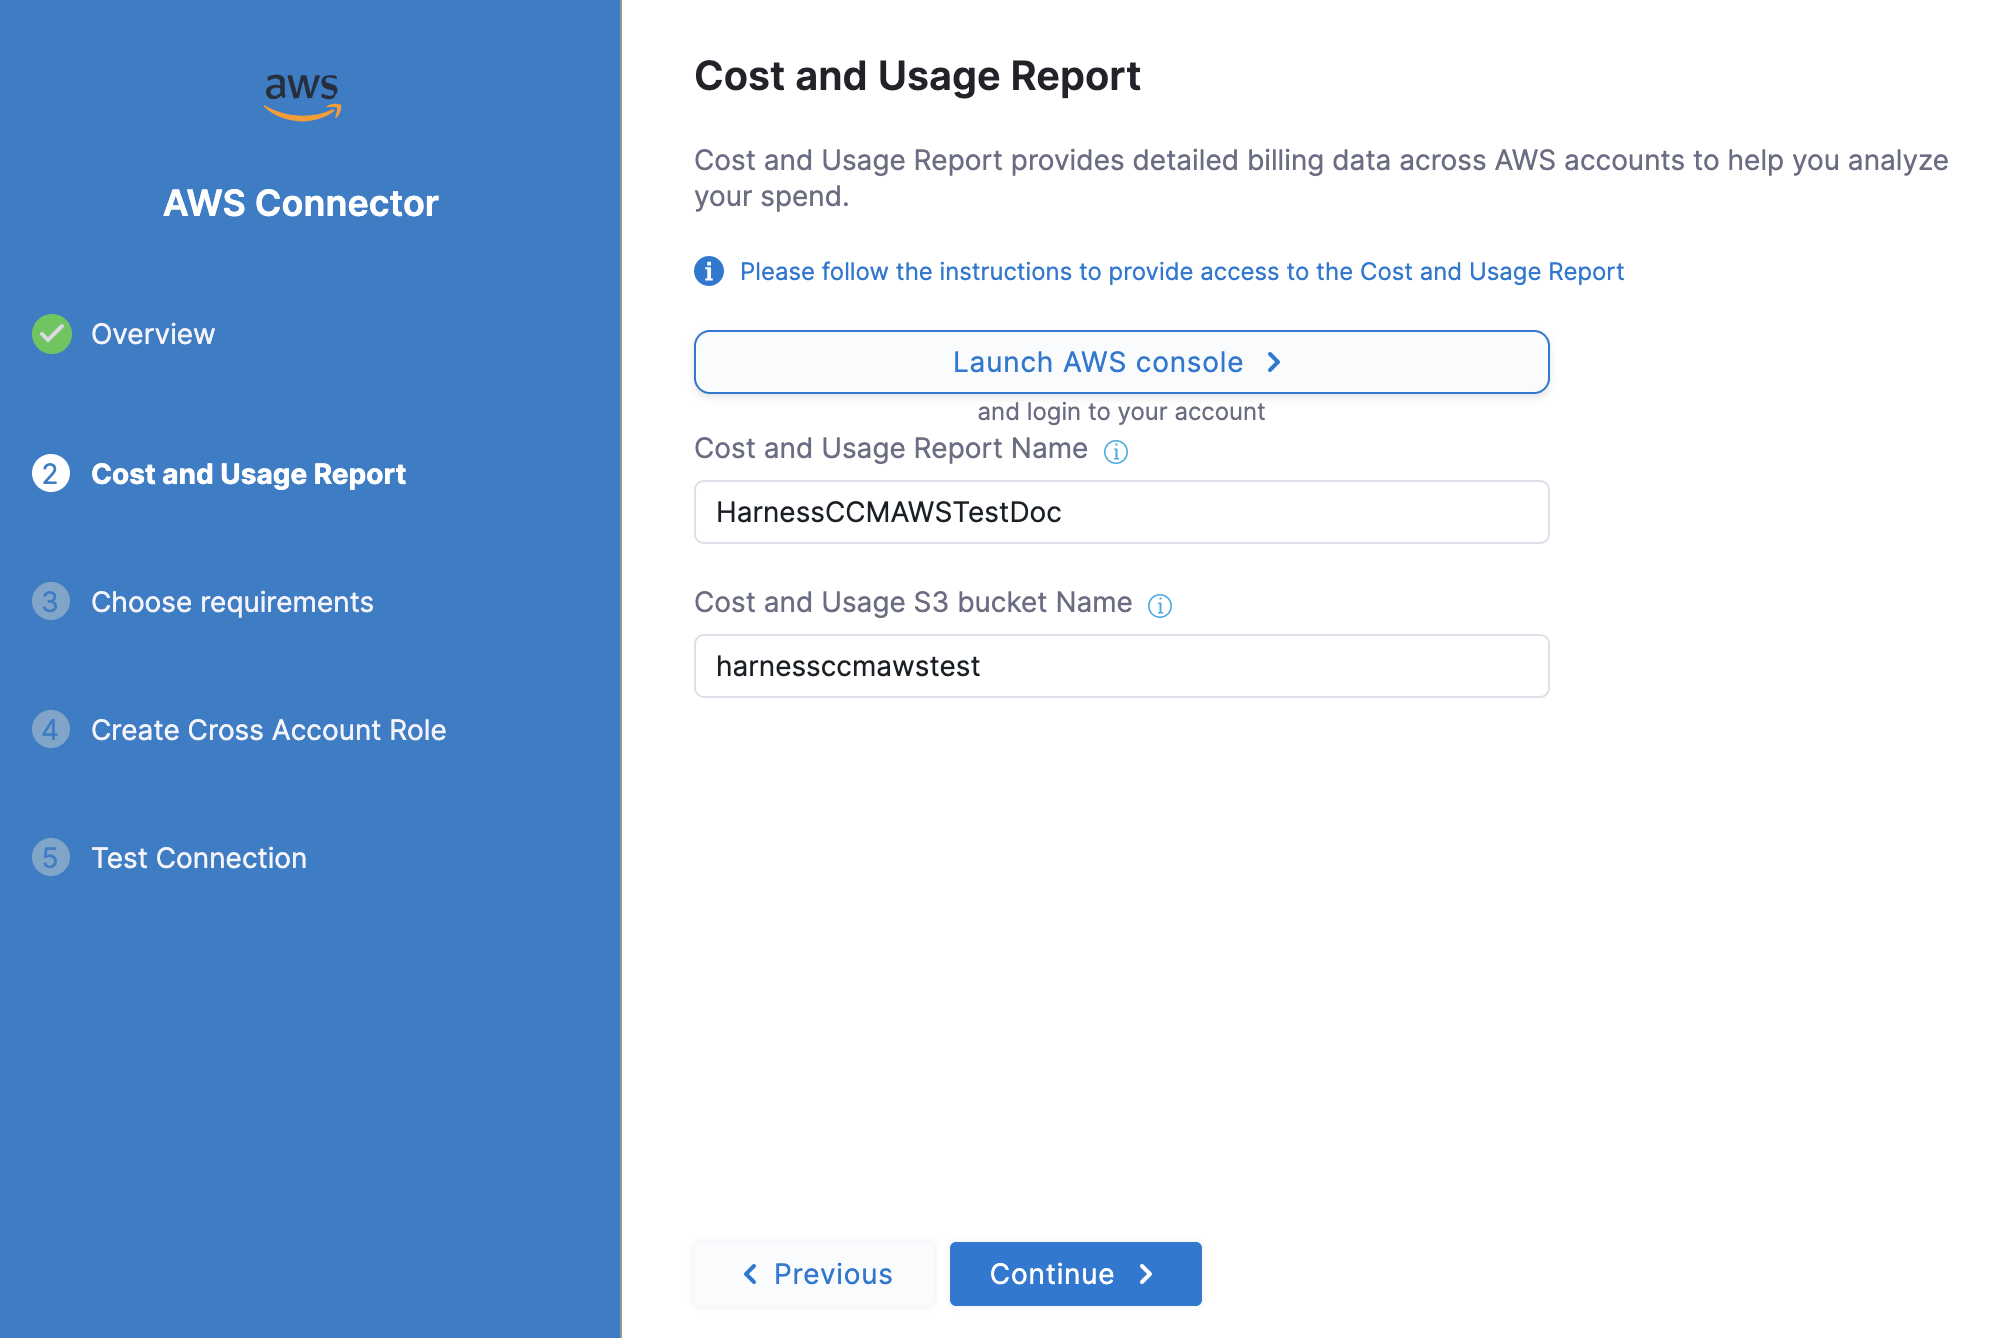 aws
AWS Connector
Overview
2 Cost and Usage Report
3 Choose requirements
4 Create Cross Account Role
5 Test Connection
Cost and Usage Report
Cost and Usage Report provides detailed billing data across AWS accounts to help you analyze
your spend.
Please follow the instructions to provide access to the Cost and Usage Report
Launch AWS console
and login to your account
Cost and Usage Report Name
HarnessCCMAWSTestDoc
Cost and Usage S3 bucket Name
harnessccmawstest
Previous
Continue